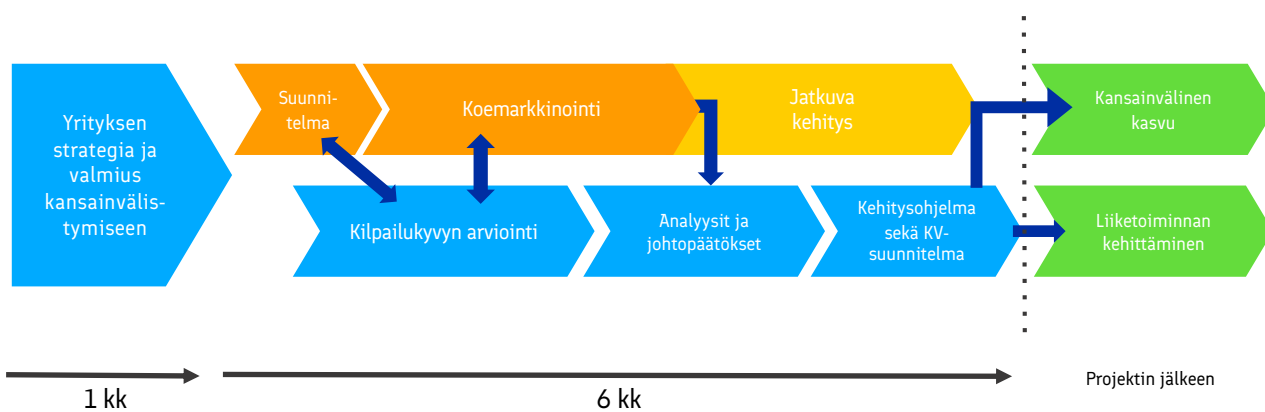 Yrityksen
strategia ja
valmius
kansainvälis-
tymiseen
Suunni-
telma
Koemarkkinointi
Jatkuva
kehitys
Kansainvälinen
kasvu
Kilpailukyvyn arviointi
Analyysit ja
johtopäätökset
Kehitysohjelma
sekä KV-
suunnitelma
Liiketoiminnan
kehittäminen
1 kk
6 kk
Projektin jälkeen